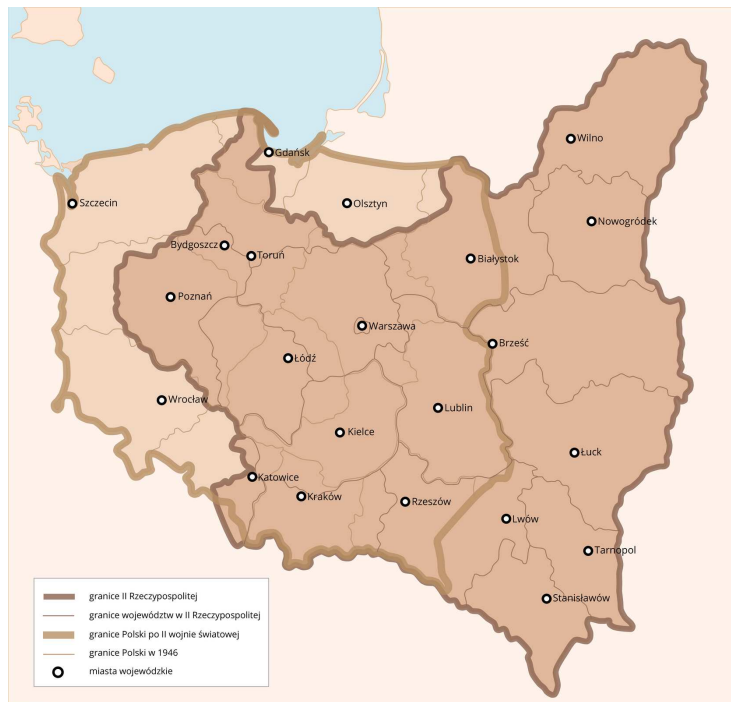 Wilno
Gdańsk
Szczecin
Olsztyn
Nowogródek
Bydgoszcz
Toruń
Białystok
Poznań
Warszawa
Brześć
Łódź
Wrocław
Lublin
Kielce
Łuck
Katowice
Kraków
Rzeszów
Lwów
Tarnopol
Stanisławów
granice II Rzeczypospolitej
granice województw w II Rzeczypospolitej
granice Polski po II wojnie światowej
granice Polski w 1946
miasta wojewódzkie